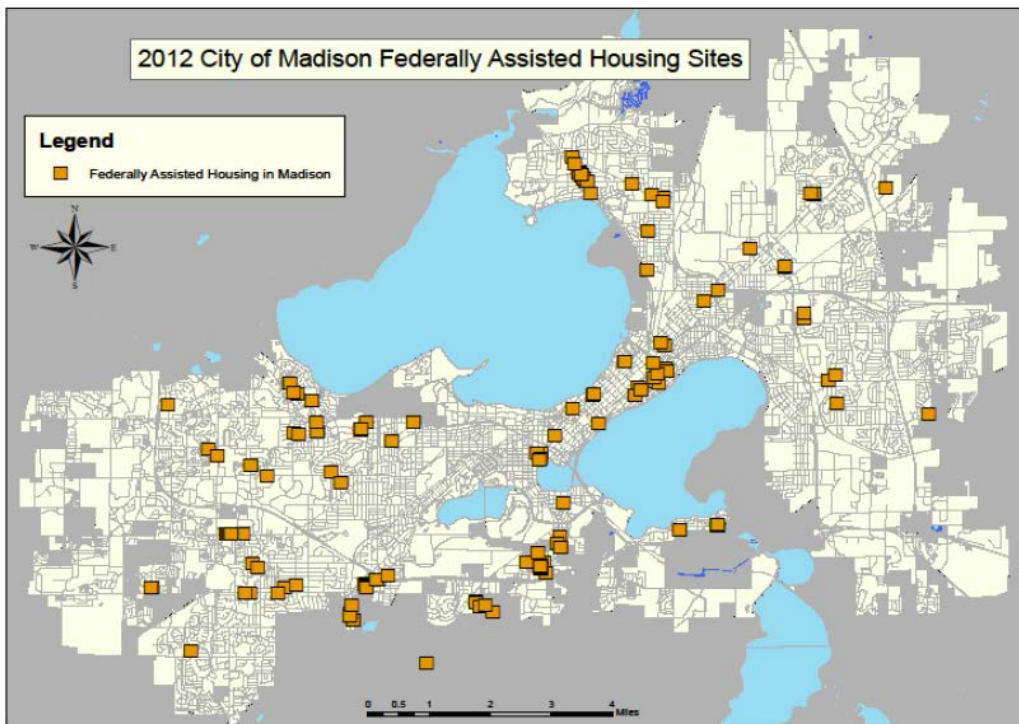 2012 City of Madison Federally Assisted Housing Sites
Legend
Federally Assisted Housing in Madison
N
W E
S
0 0.5 1 2 3 4
Miles